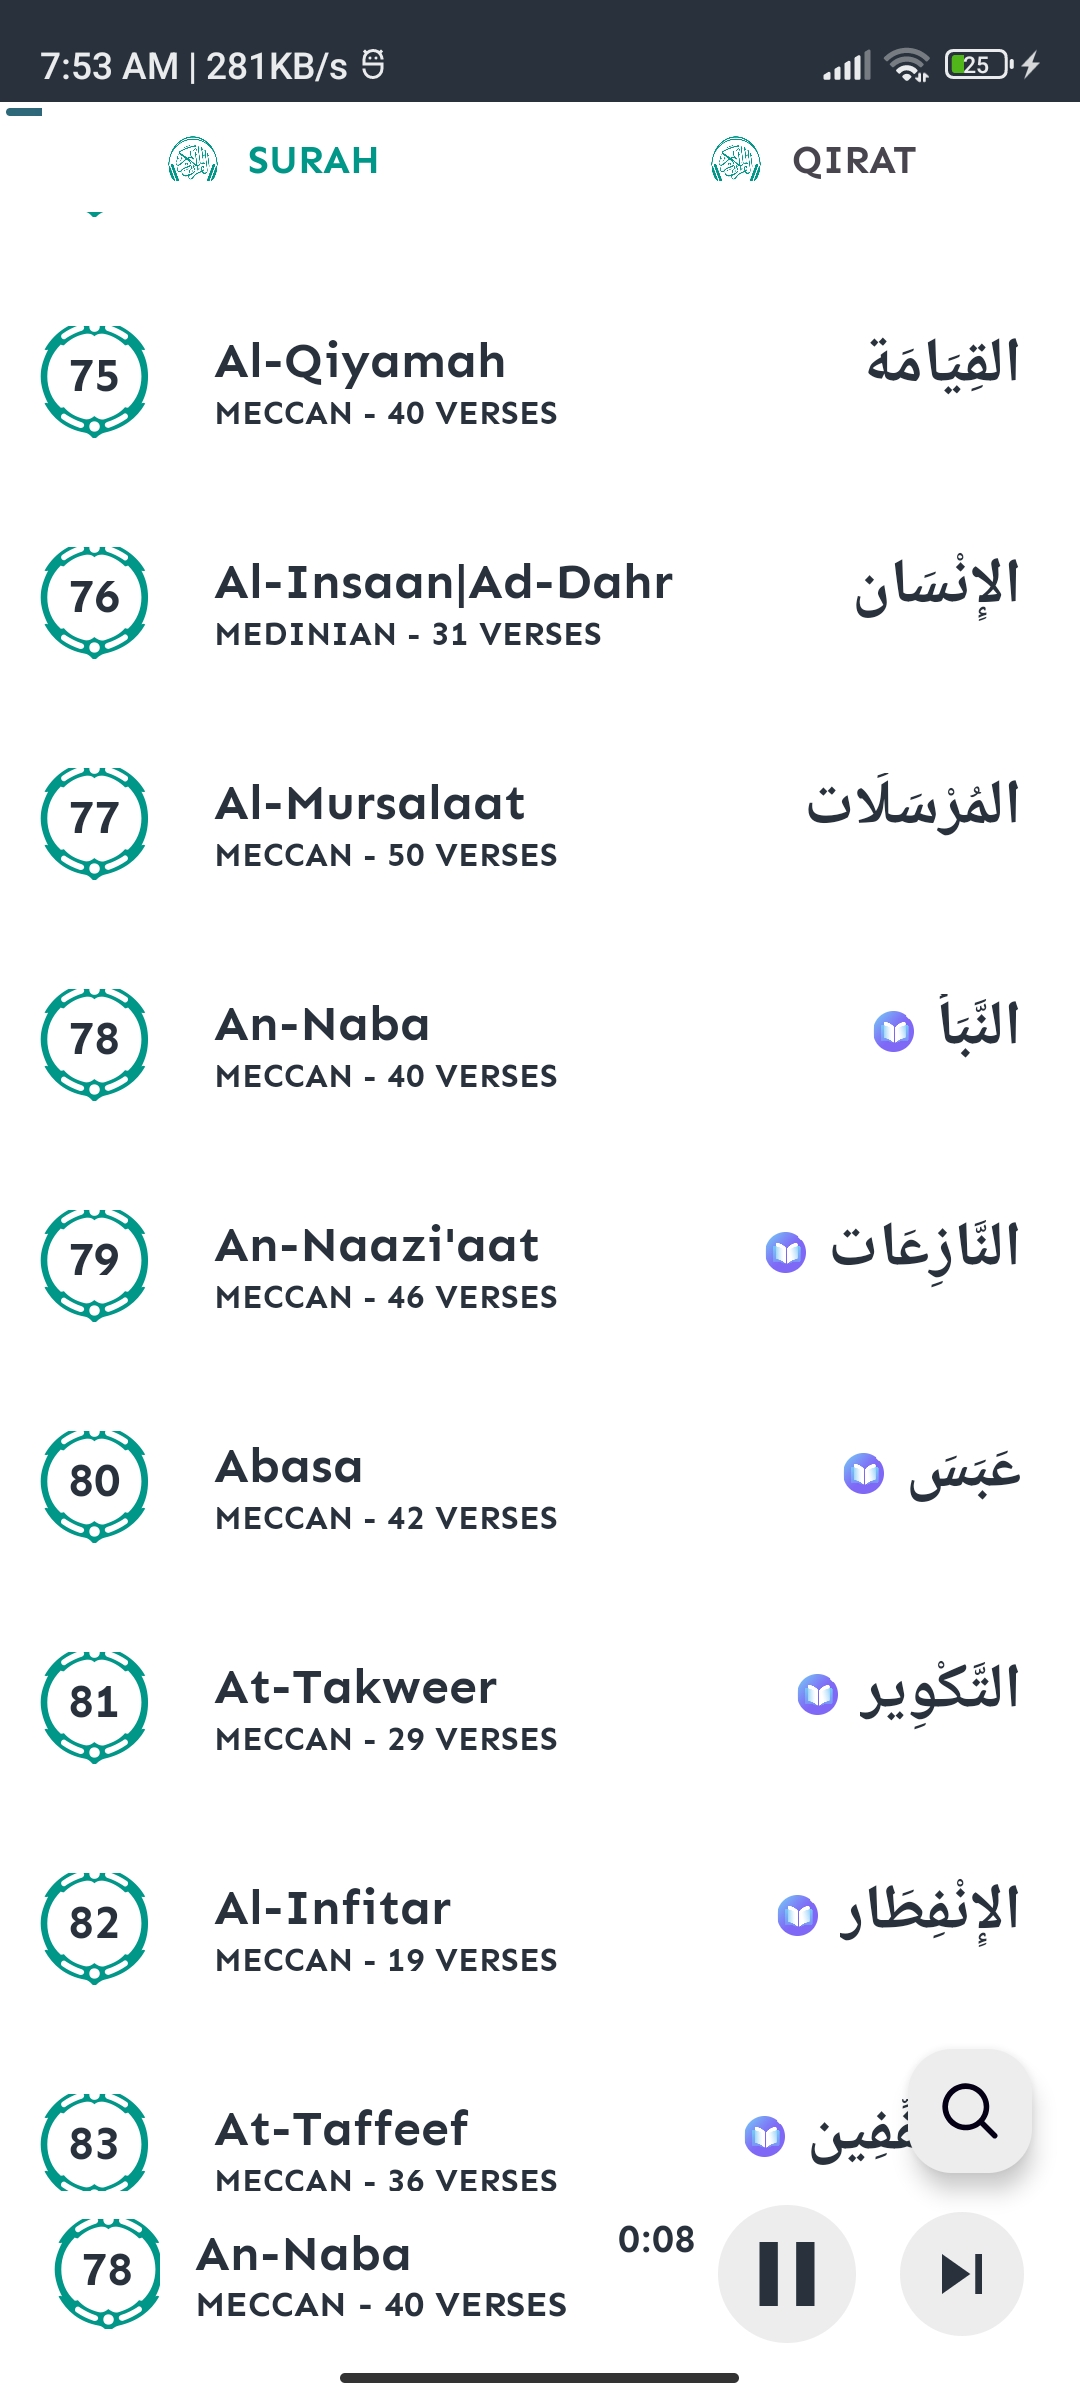 7:53 AM | 281KB/s
25
SURAH
QIRAT
75
Al-Qiyamah
القِيَامَة
MECCAN - 40 VERSES
76
Al-Insaan|Ad-Dahr
الإِنْسَان
MEDINIAN - 31 VERSES
77
Al-Mursalaat
المُرْسَلَات
MECCAN - 50 VERSES
78
An-Naba
النَّبَأ
MECCAN - 40 VERSES
79
An-Naazi'aat
النَّازِعَات
MECCAN - 46 VERSES
80
Abasa
عَبَسَ
MECCAN - 42 VERSES
81
At-Takweer
التَّكْوِير
MECCAN - 29 VERSES
82
Al-Infitar
الإِنْفِطَار
MECCAN - 19 VERSES
83
At-Taffeef
MECCAN - 36 VERSES
78
An-Naba
0:08
MECCAN - 40 VERSES